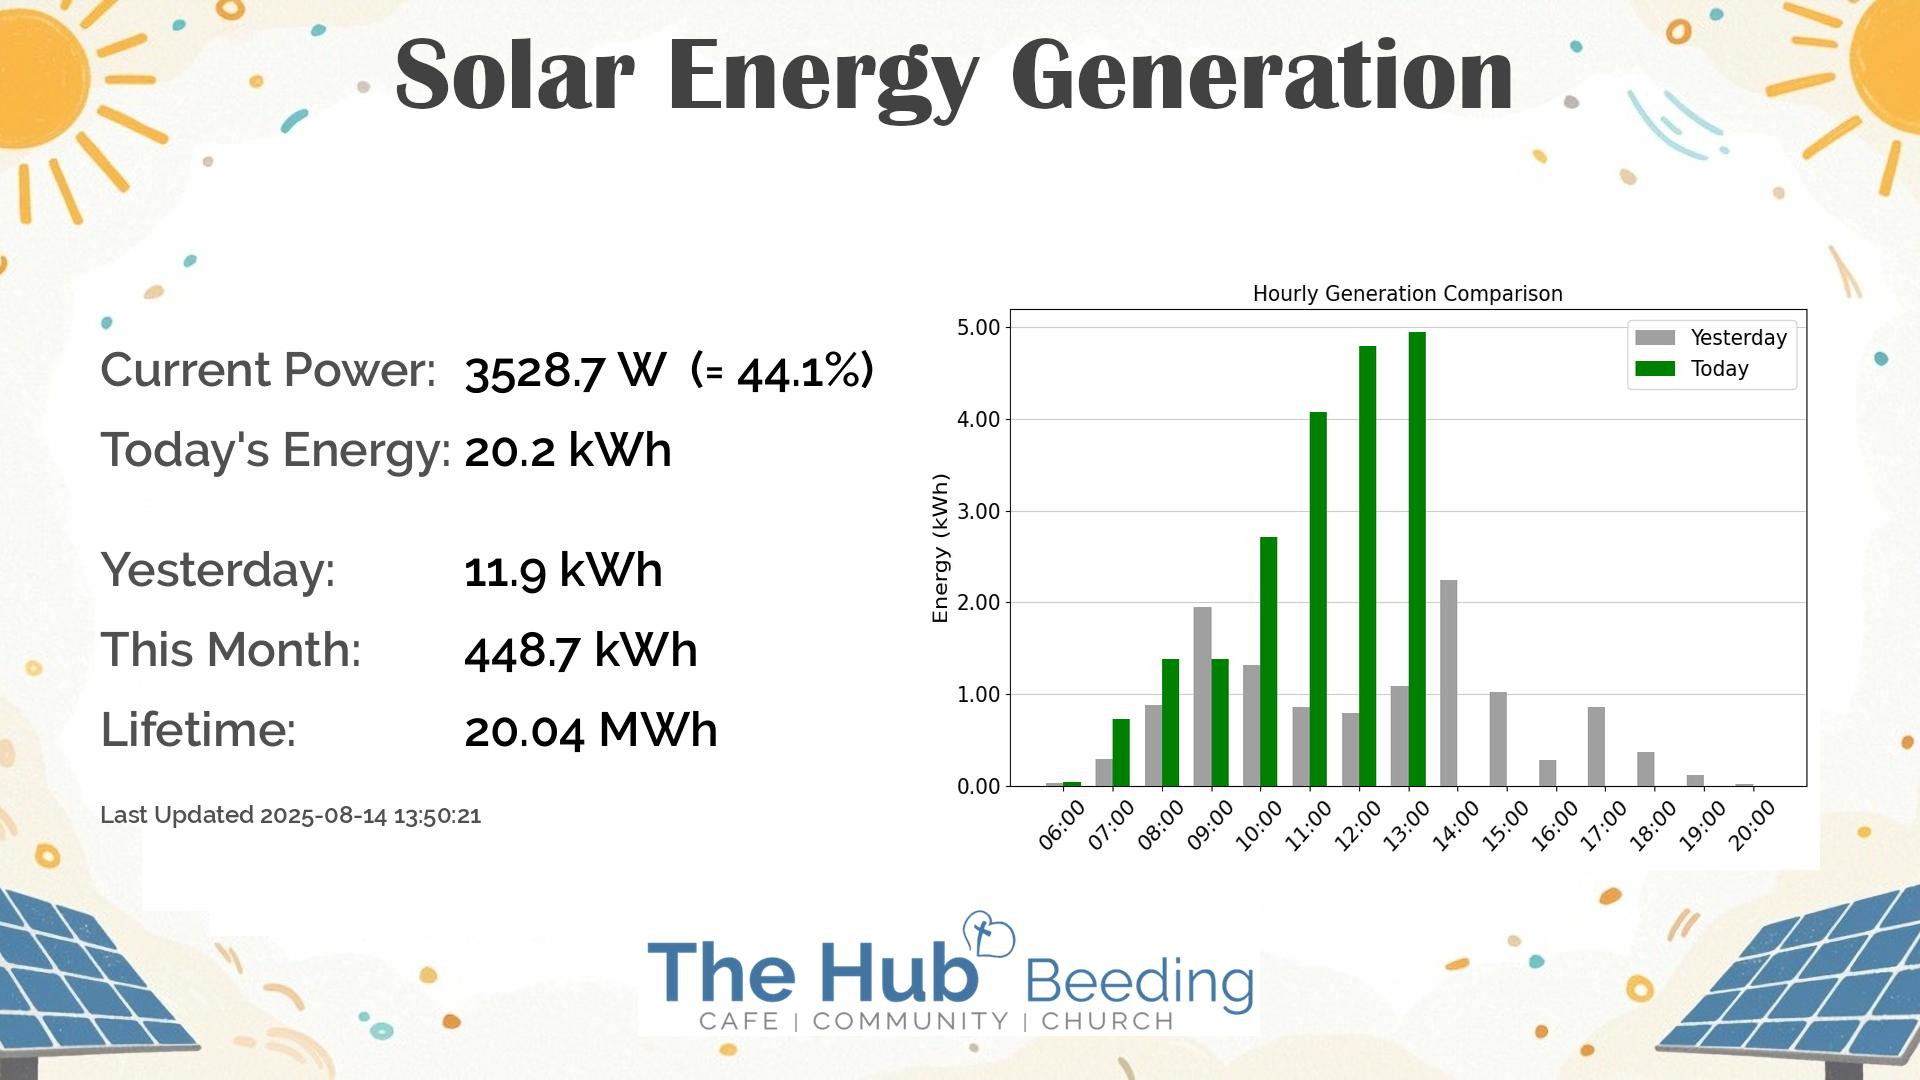 Solar Energy Generation
Current Power: 3528.7 W (= 44.1%)
Today's Energy: 20.2 kWh
Yesterday: 11.9 kWh
This Month: 448.7 kWh
Lifetime: 20.04 MWh
Last Updated 2025-08-14 13:50:21
Hourly Generation Comparison
Yesterday
Today
Energy (kWh)
5.00
4.00
3.00
2.00
1.00
0.00
06:00 07:00 08:00 09:00 10:00 11:00 12:00 13:00 14:00 15:00 16:00 17:00 18:00 19:00 20:00
The Hub Beeding
CAFE | COMMUNITY | CHURCH